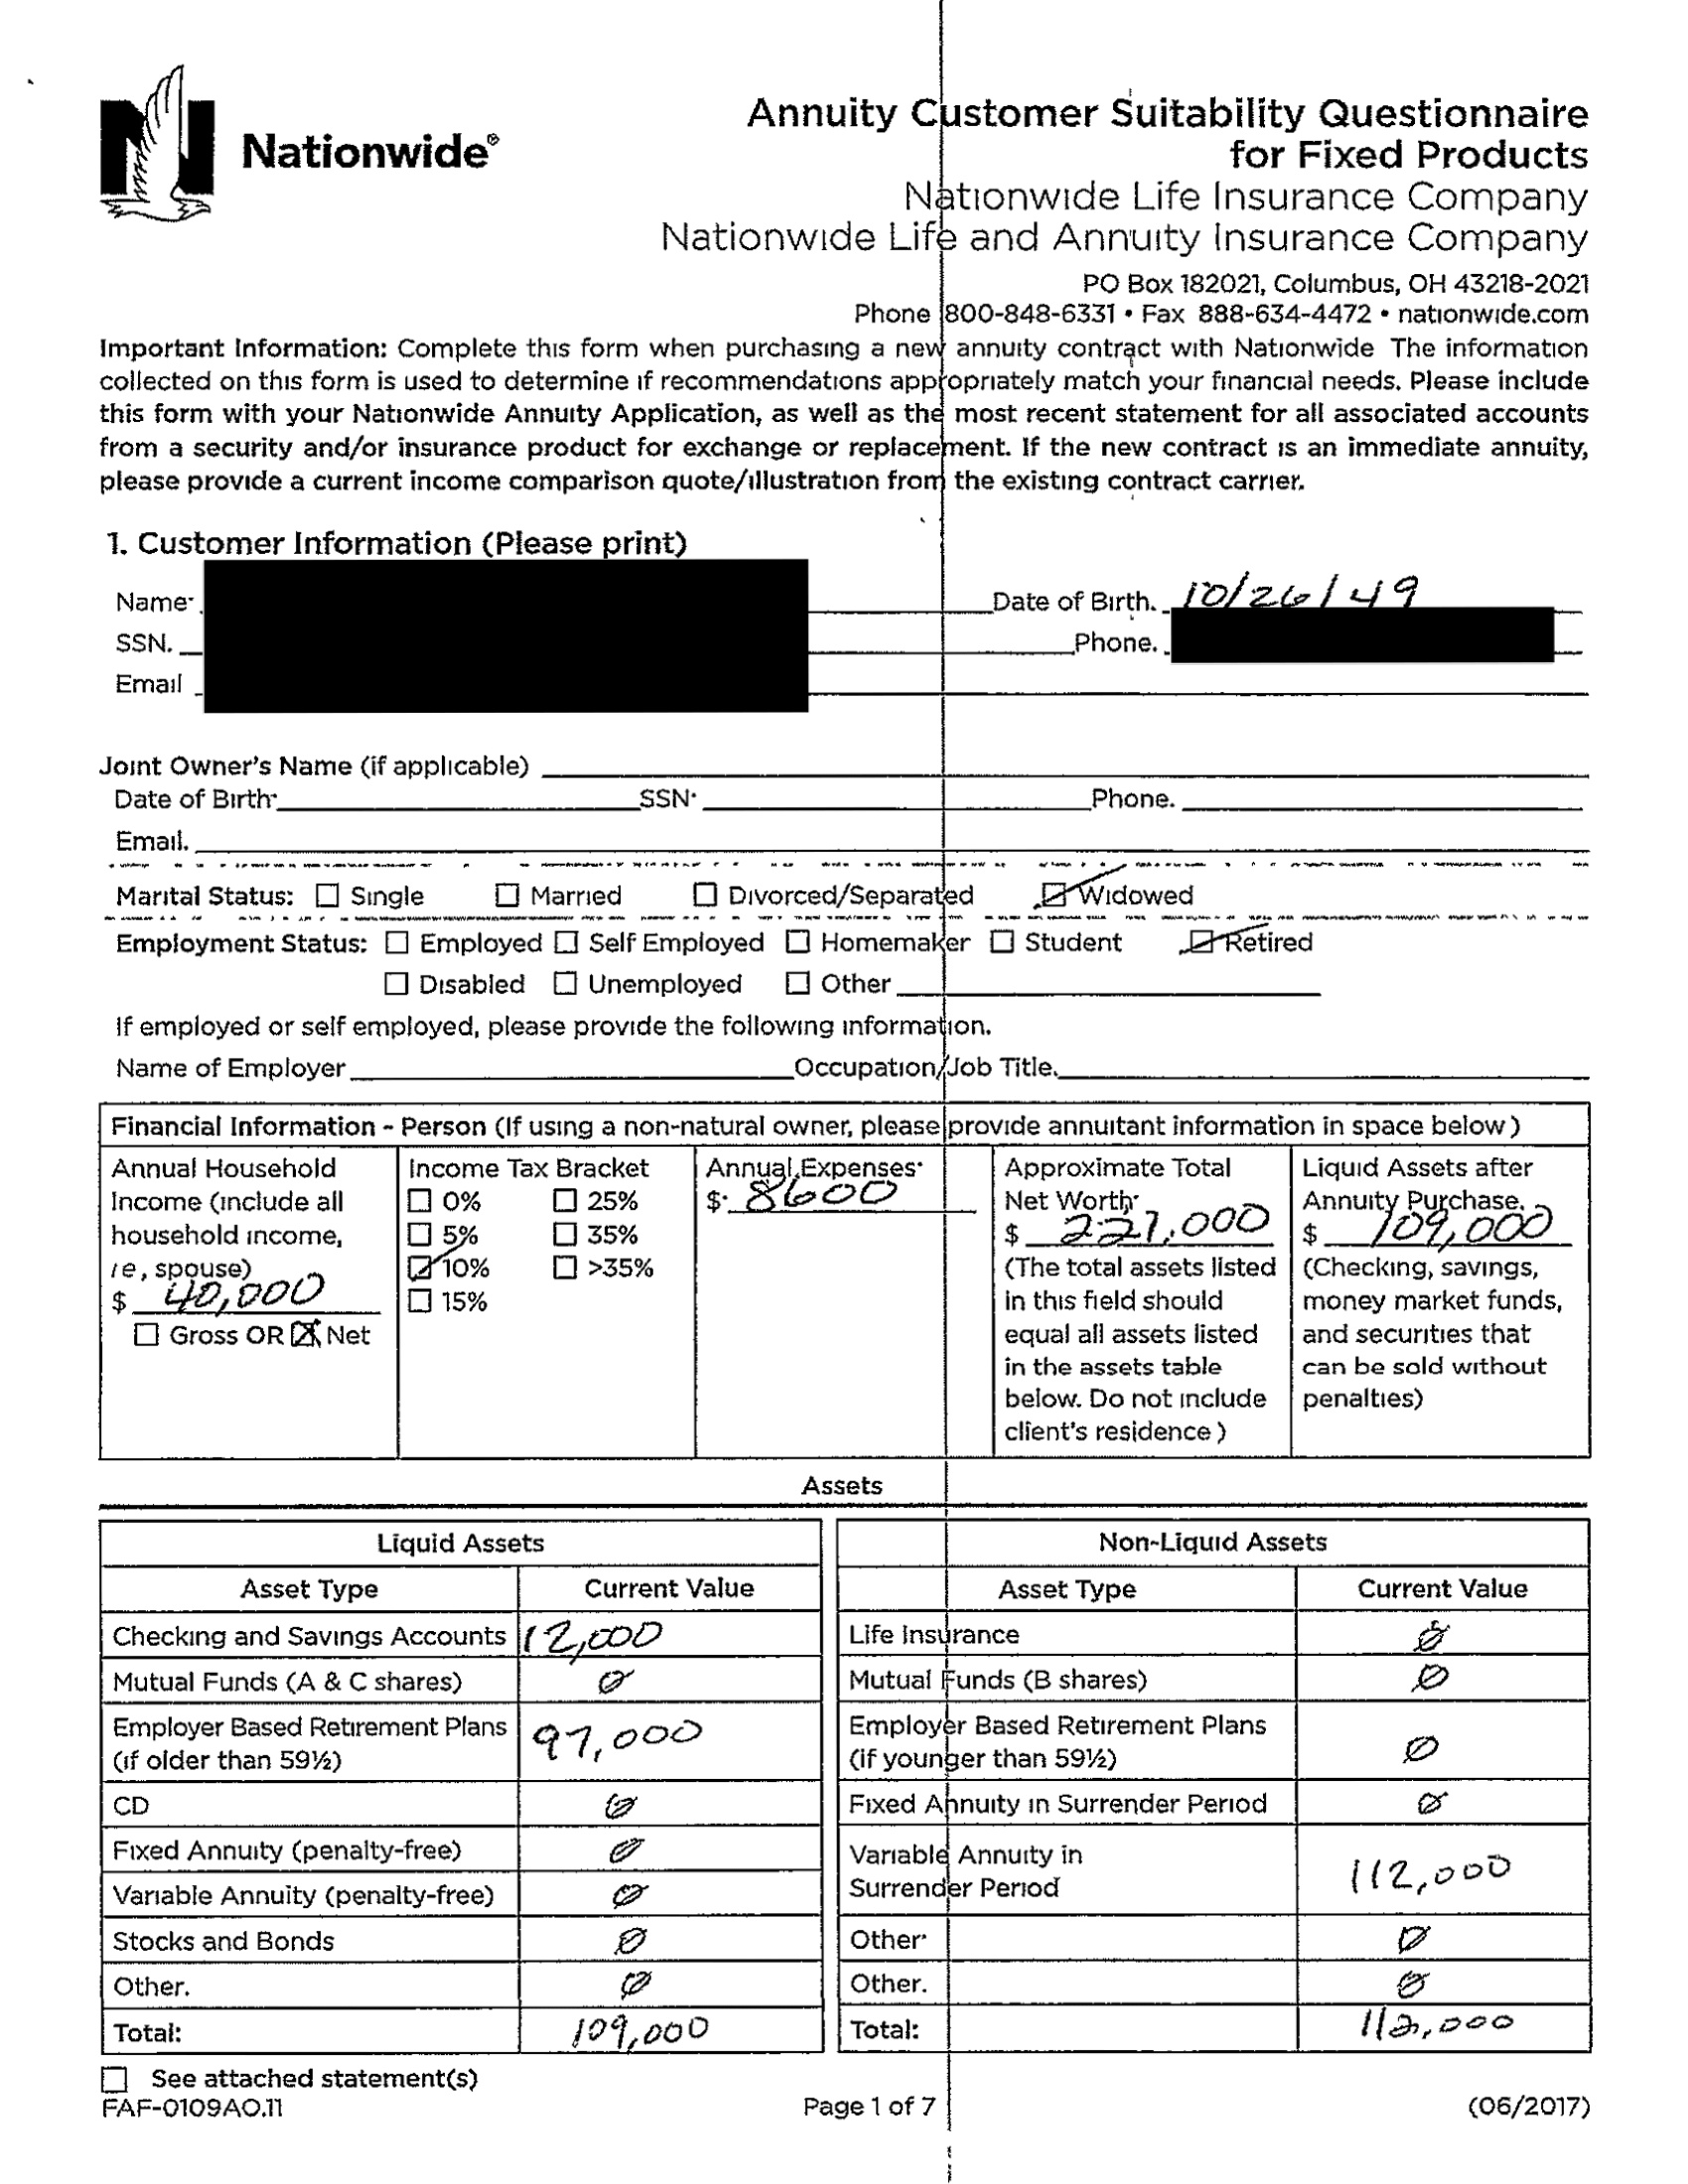 Nationwide®
Annuity Customer Suitability Questionnaire
for Fixed Products
Nationwide Life Insurance Company
Nationwide Life and Annuity Insurance Company
PO Box 182021, Columbus, OH 43218-2021
Phone 800-848-6331 • Fax 888-634-4472 • nationwide.com
Important Information: Complete this form when purchasing a new annuity contract with Nationwide The information
collected on this form is used to determine if recommendations appropriately match your financial needs. Please include
this form with your Nationwide Annuity Application, as well as the most recent statement for all associated accounts
from a security and/or insurance product for exchange or replacement. If the new contract is an immediate annuity,
please provide a current income comparison quote/illustration from the existing contract carrier.
1. Customer Information (Please print)
Name Date of Birth. 10/26/49
SSN. Phone.
Email
Joint Owner's Name (if applicable)
Date of Birth SSN Phone.
Email.
Marital Status: ☐ Single ☐ Married ☐ Divorced/Separated ☑ Widowed
Employment Status: ☐ Employed ☐ Self Employed ☐ Homemaker ☐ Student ☑ Retired
☐ Disabled ☐ Unemployed ☐ Other
If employed or self employed, please provide the following information.
Name of Employer Occupation/Job Title.
Financial Information - Person (If using a non-natural owner, please provide annuitant information in space below)
Annual Household
Income (include all
household income,
ie, spouse)
$ 40,000
☐ Gross OR ☒ Net
Income Tax Bracket
☐ 0% ☐ 25%
☐ 5% ☐ 35%
☑ 10% ☐ >35%
☐ 15%
Annual Expenses
$ 8600
Approximate Total
Net Worth
$ 221,000
(The total assets listed
in this field should
equal all assets listed
in the assets table
below. Do not include
client's residence)
Liquid Assets after
Annuity Purchase.
$ 109,000
(Checking, savings,
money market funds,
and securities that
can be sold without
penalties)
Assets
Liquid Assets
Asset Type Current Value
Checking and Savings Accounts 12,000
Mutual Funds (A & C shares) Ø
Employer Based Retirement Plans
(if older than 59½) 97,000
CD Ø
Fixed Annuity (penalty-free) Ø
Variable Annuity (penalty-free) Ø
Stocks and Bonds Ø
Other. Ø
Total: 109,000
Non-Liquid Assets
Asset Type Current Value
Life Insurance Ø
Mutual Funds (B shares) Ø
Employer Based Retirement Plans
(if younger than 59½) Ø
Fixed Annuity in Surrender Period Ø
Variable Annuity in
Surrender Period 112,000
Other Ø
Other. Ø
Total: 112,000
☐ See attached statement(s)
FAF-0109AO.11 Page 1 of 7 (06/2017)